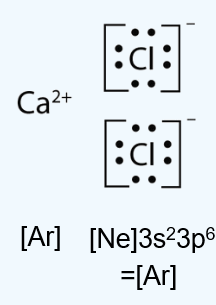 Cl⁻
Ca²⁺
Cl⁻
[Ar] [Ne]3s²3p⁶
=[Ar]